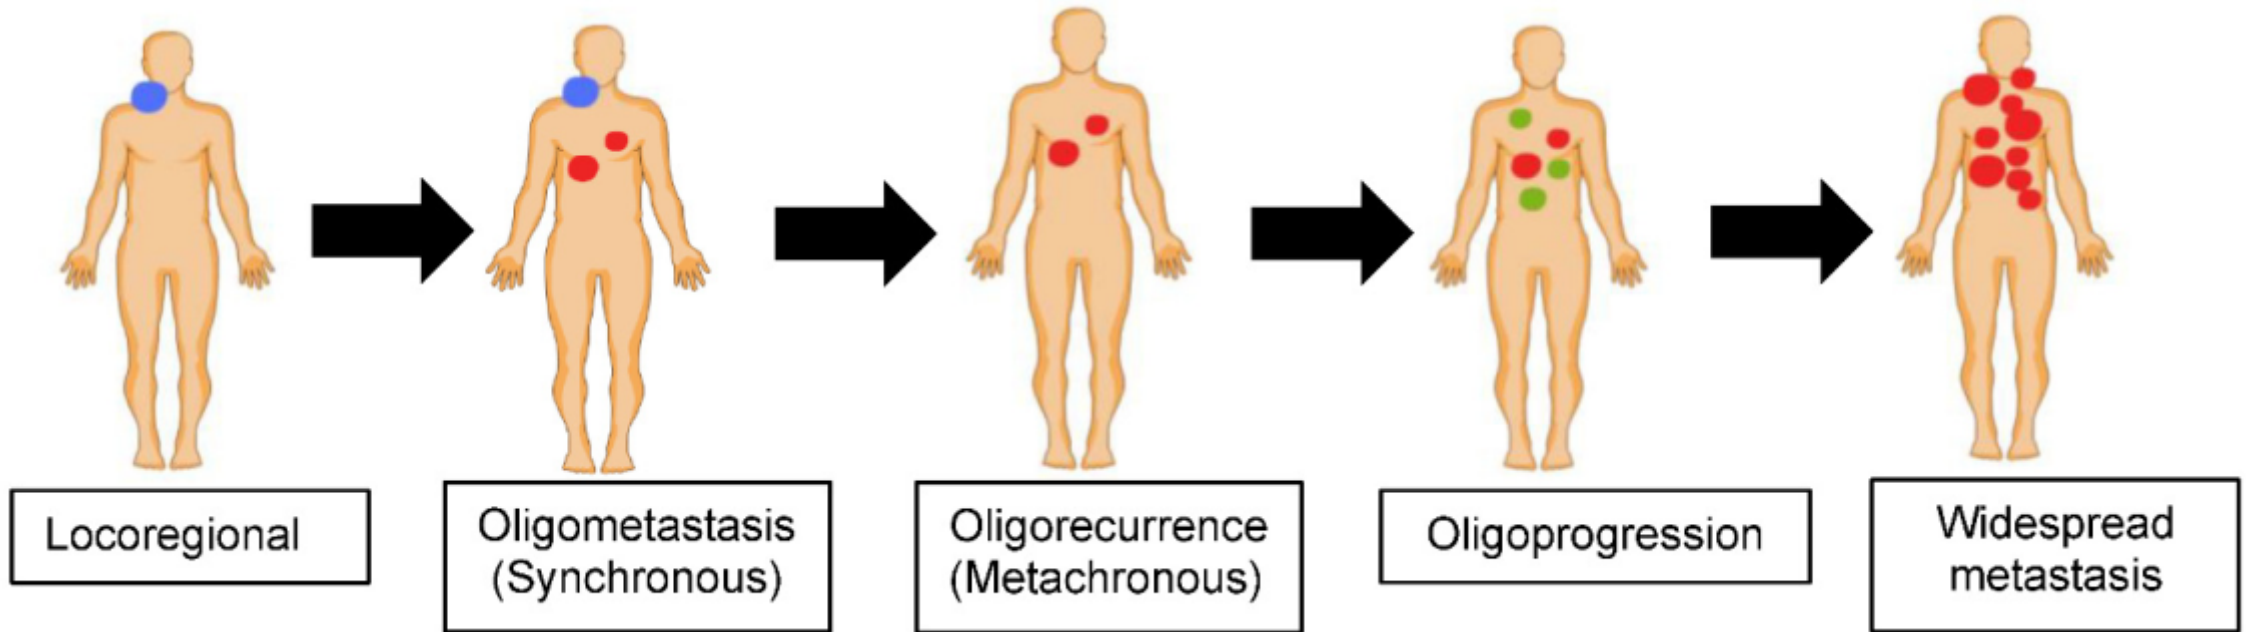 Locoregional
Oligometastasis
(Synchronous)
Oligorecurrence
(Metachronous)
Oligoprogression
Widespread
metastasis